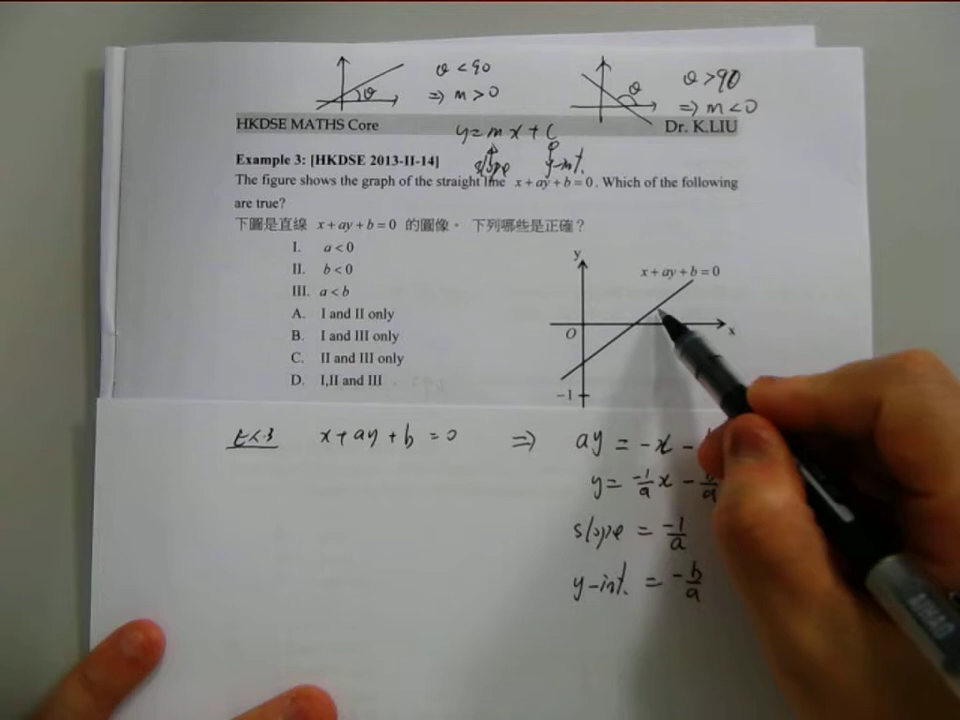 θ < 90
⇒ m > 0
θ > 90
⇒ m < 0
HKDSE MATHS Core
y = mx + c
Dr. K.LIU
slope
y-int.
Example 3: [HKDSE 2013-II-14]
The figure shows the graph of the straight line x + ay + b = 0. Which of the following
are true?
下圖是直線 x + ay + b = 0 的圖像。 下列哪些是正確？
I. a < 0
II. b < 0
III. a < b
A. I and II only
B. I and III only
C. II and III only
D. I,II and III
y
x + ay + b = 0
O
x
−1
θ
θ
Ex.3 x + ay + b = 0 ⇒ ay = -x -
y = -1/a x - b/a
slope = -1/a
y-int. = -b/a